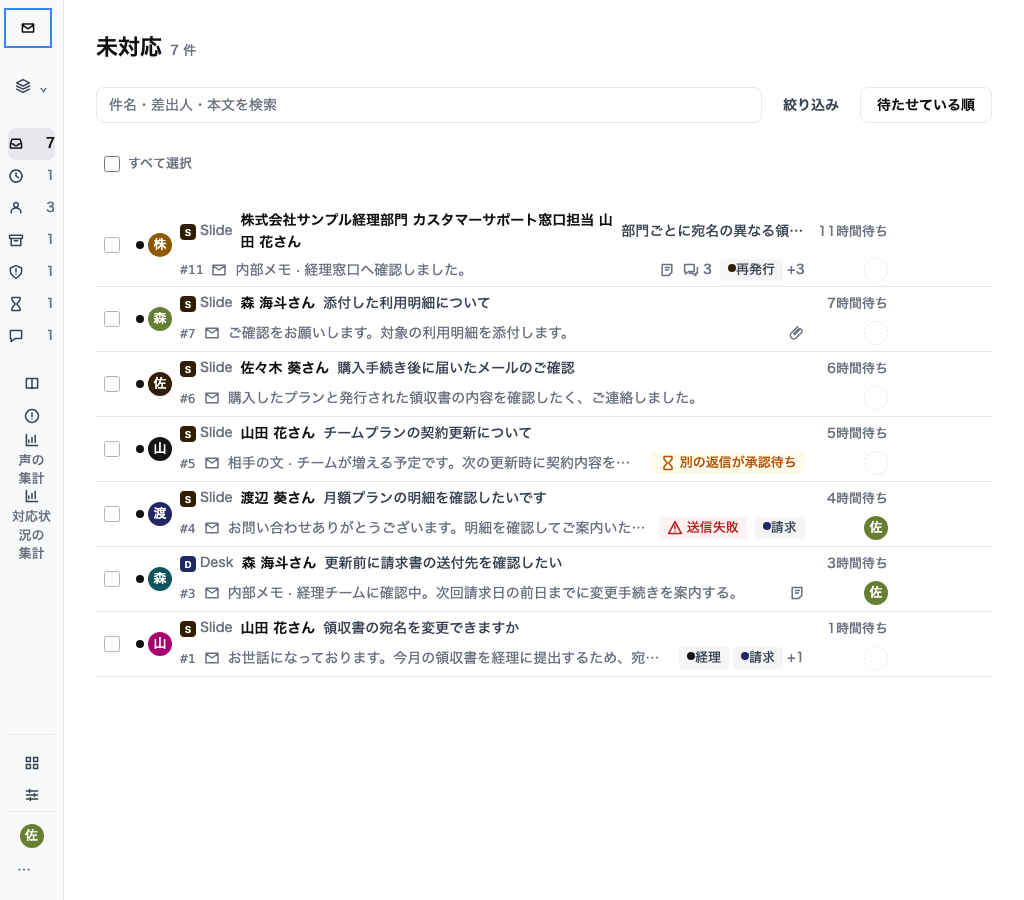 未対応 7 件
件名・差出人・本文を検索
絞り込み
待たせている順
7
1
3
1
1
1
1
声の
集計
対応状
況の
集計
佐
…
すべて選択
株
S Slide 株式会社サンプル経理部門 カスタマーサポート窓口担当 山
田 花さん
部門ごとに宛名の異なる領… 11時間待ち
#11 内部メモ · 経理窓口へ確認しました。 3 再発行 +3
森
S Slide 森 海斗さん 添付した利用明細について 7時間待ち
#7 ご確認をお願いします。対象の利用明細を添付します。
佐
S Slide 佐々木 葵さん 購入手続き後に届いたメールのご確認 6時間待ち
#6 購入したプランと発行された領収書の内容を確認したく、ご連絡しました。
山
S Slide 山田 花さん チームプランの契約更新について 5時間待ち
#5 相手の文 · チームが増える予定です。次の更新時に契約内容を… 別の返信が承認待ち
渡
S Slide 渡辺 葵さん 月額プランの明細を確認したいです 4時間待ち
#4 お問い合わせありがとうございます。明細を確認してご案内いた… 送信失敗 請求 佐
森
D Desk 森 海斗さん 更新前に請求書の送付先を確認したい 3時間待ち
#3 内部メモ · 経理チームに確認中。次回請求日の前日までに変更手続きを案内する。 佐
山
S Slide 山田 花さん 領収書の宛名を変更できますか 1時間待ち
#1 お世話になっております。今月の領収書を経理に提出するため、宛… 経理 請求 +1